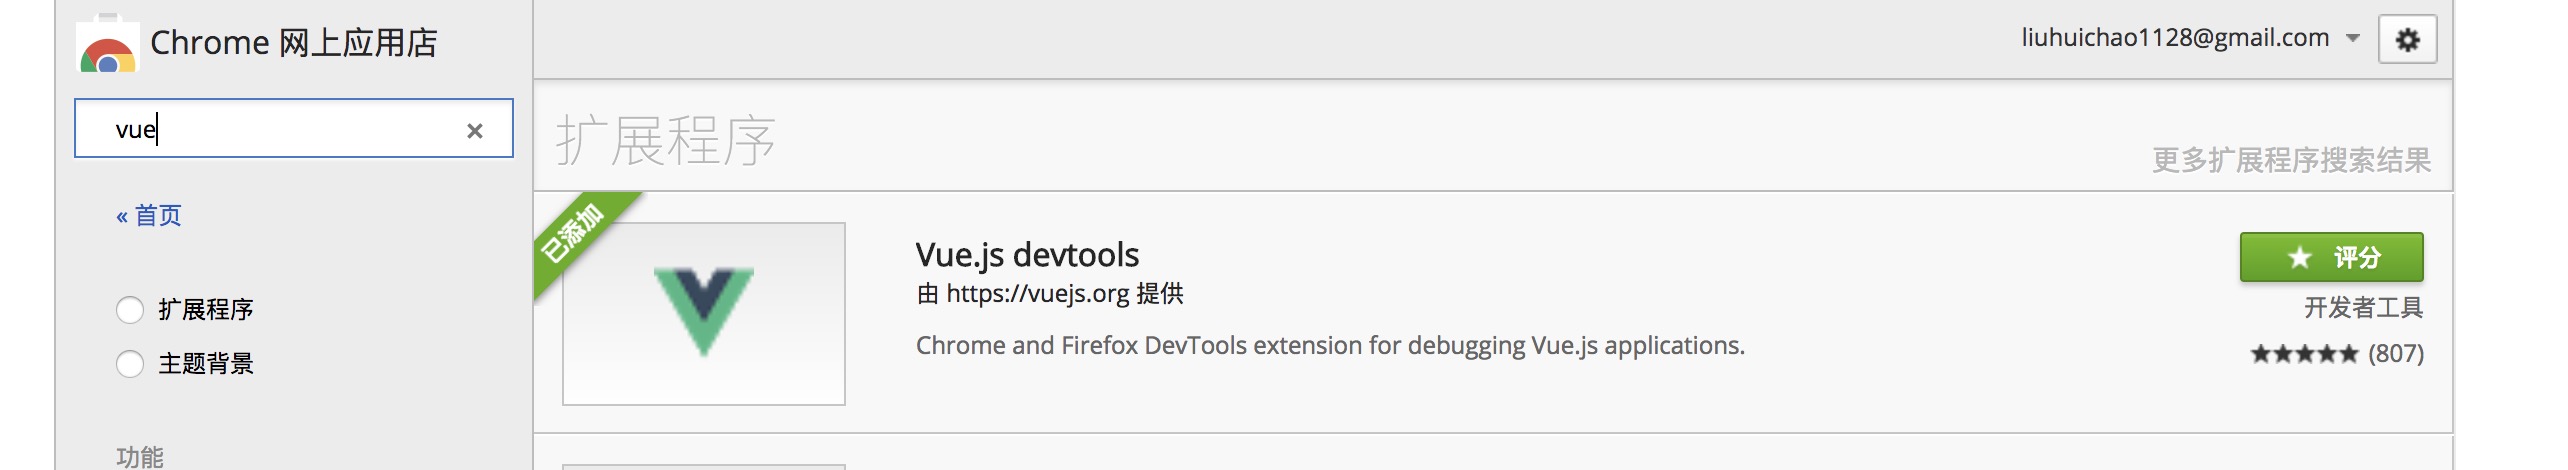 Chrome 网上应用店
liuhuichao1128@gmail.com
vue
« 首页
扩展程序
主题背景
功能
扩展程序
更多扩展程序搜索结果
已添加
Vue.js devtools
由 https://vuejs.org 提供
Chrome and Firefox DevTools extension for debugging Vue.js applications.
评分
开发者工具
(807)